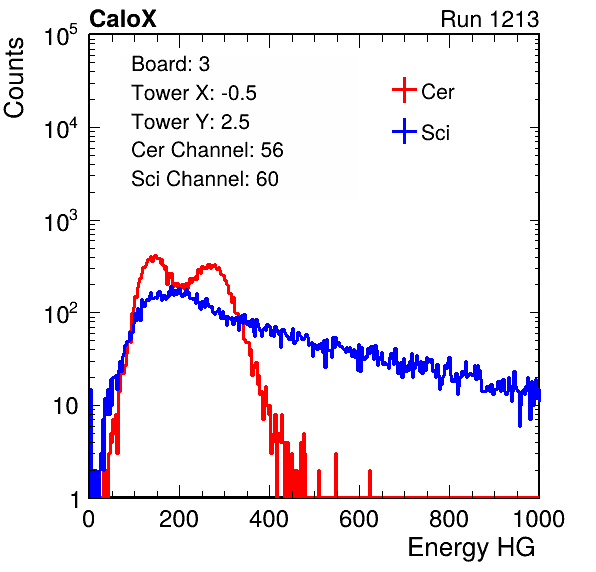 CaloX Run 1213
Counts
Board: 3
Tower X: -0.5
Tower Y: 2.5
Cer Channel: 56
Sci Channel: 60
Cer
Sci
10^5
10^4
10^3
10^2
10
1
0 200 400 600 800 1000
Energy HG